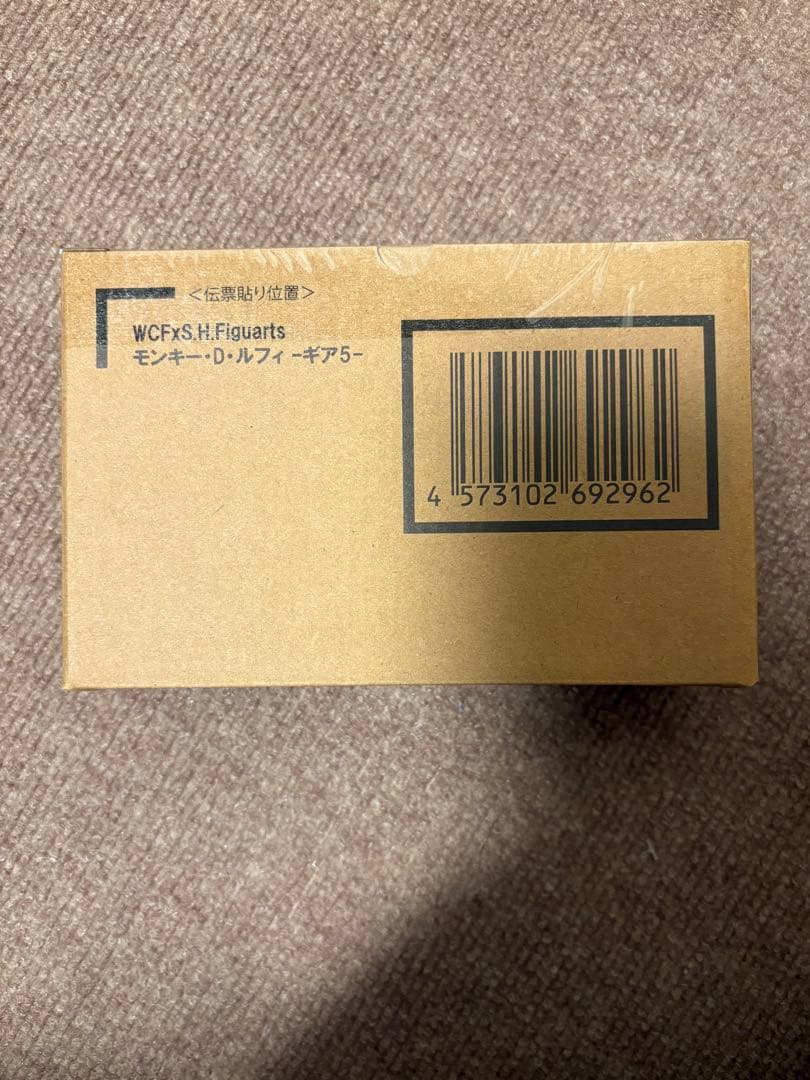 ＜伝票貼り位置＞
WCFxS.H.Figuarts
モンキー・D・ルフィ -ギア5-
4 573102 692962